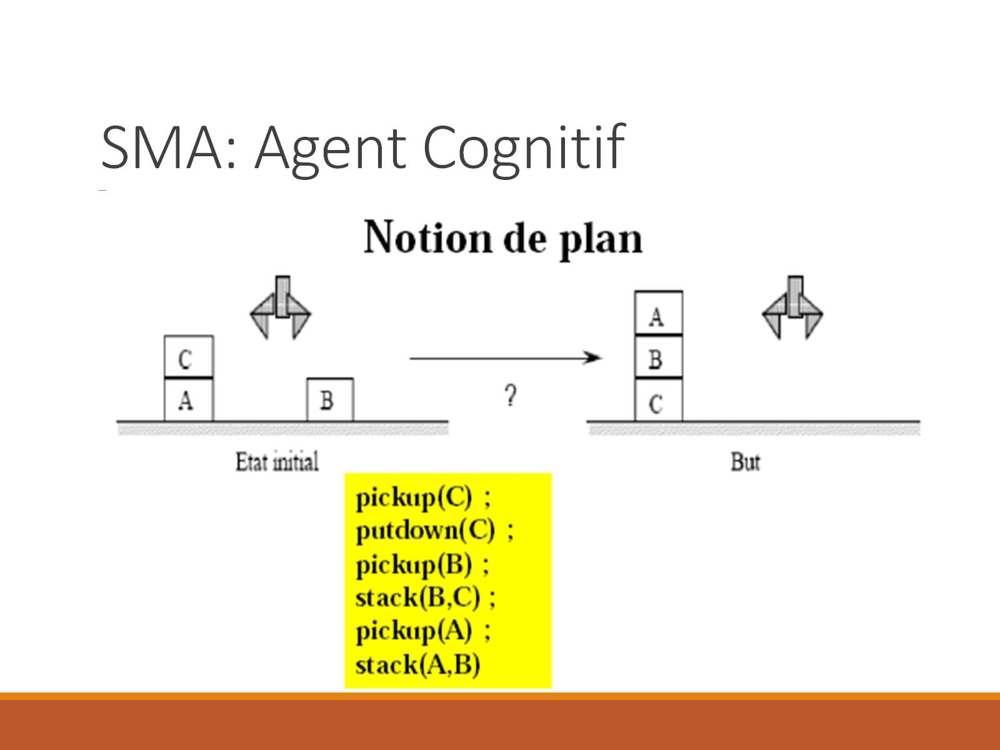 SMA: Agent Cognitif
Notion de plan
C
A
B
?
A
B
C
Etat initial
But
pickup(C) ;
putdown(C) ;
pickup(B) ;
stack(B,C) ;
pickup(A) ;
stack(A,B)